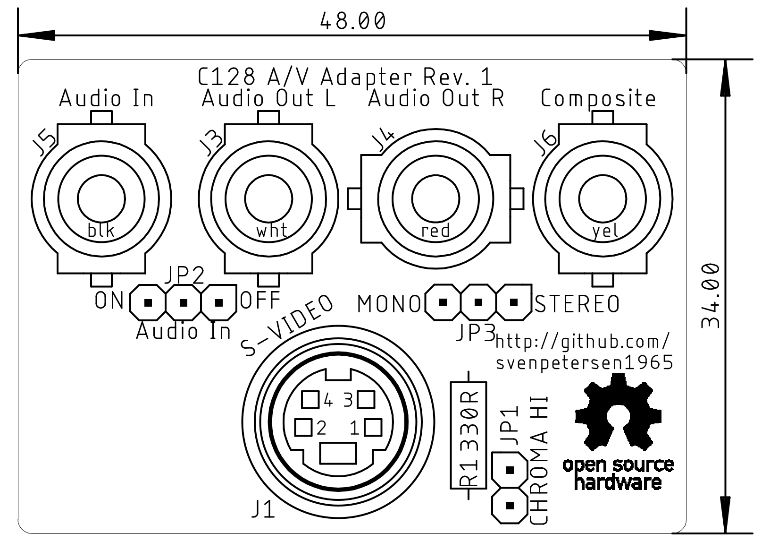 48.00
C128 A/V Adapter Rev. 1
Audio In
Audio Out L
Audio Out R
Composite
J5
J3
J4
J6
blk
wht
red
yel
34.00
JP2
ON
OFF
Audio In
MONO
STEREO
JP3
S-VIDEO
http://github.com/
svenpetersen1965
4 3
2 1
R1 330R
JP1
CHROMA HI
open source
hardware
J1